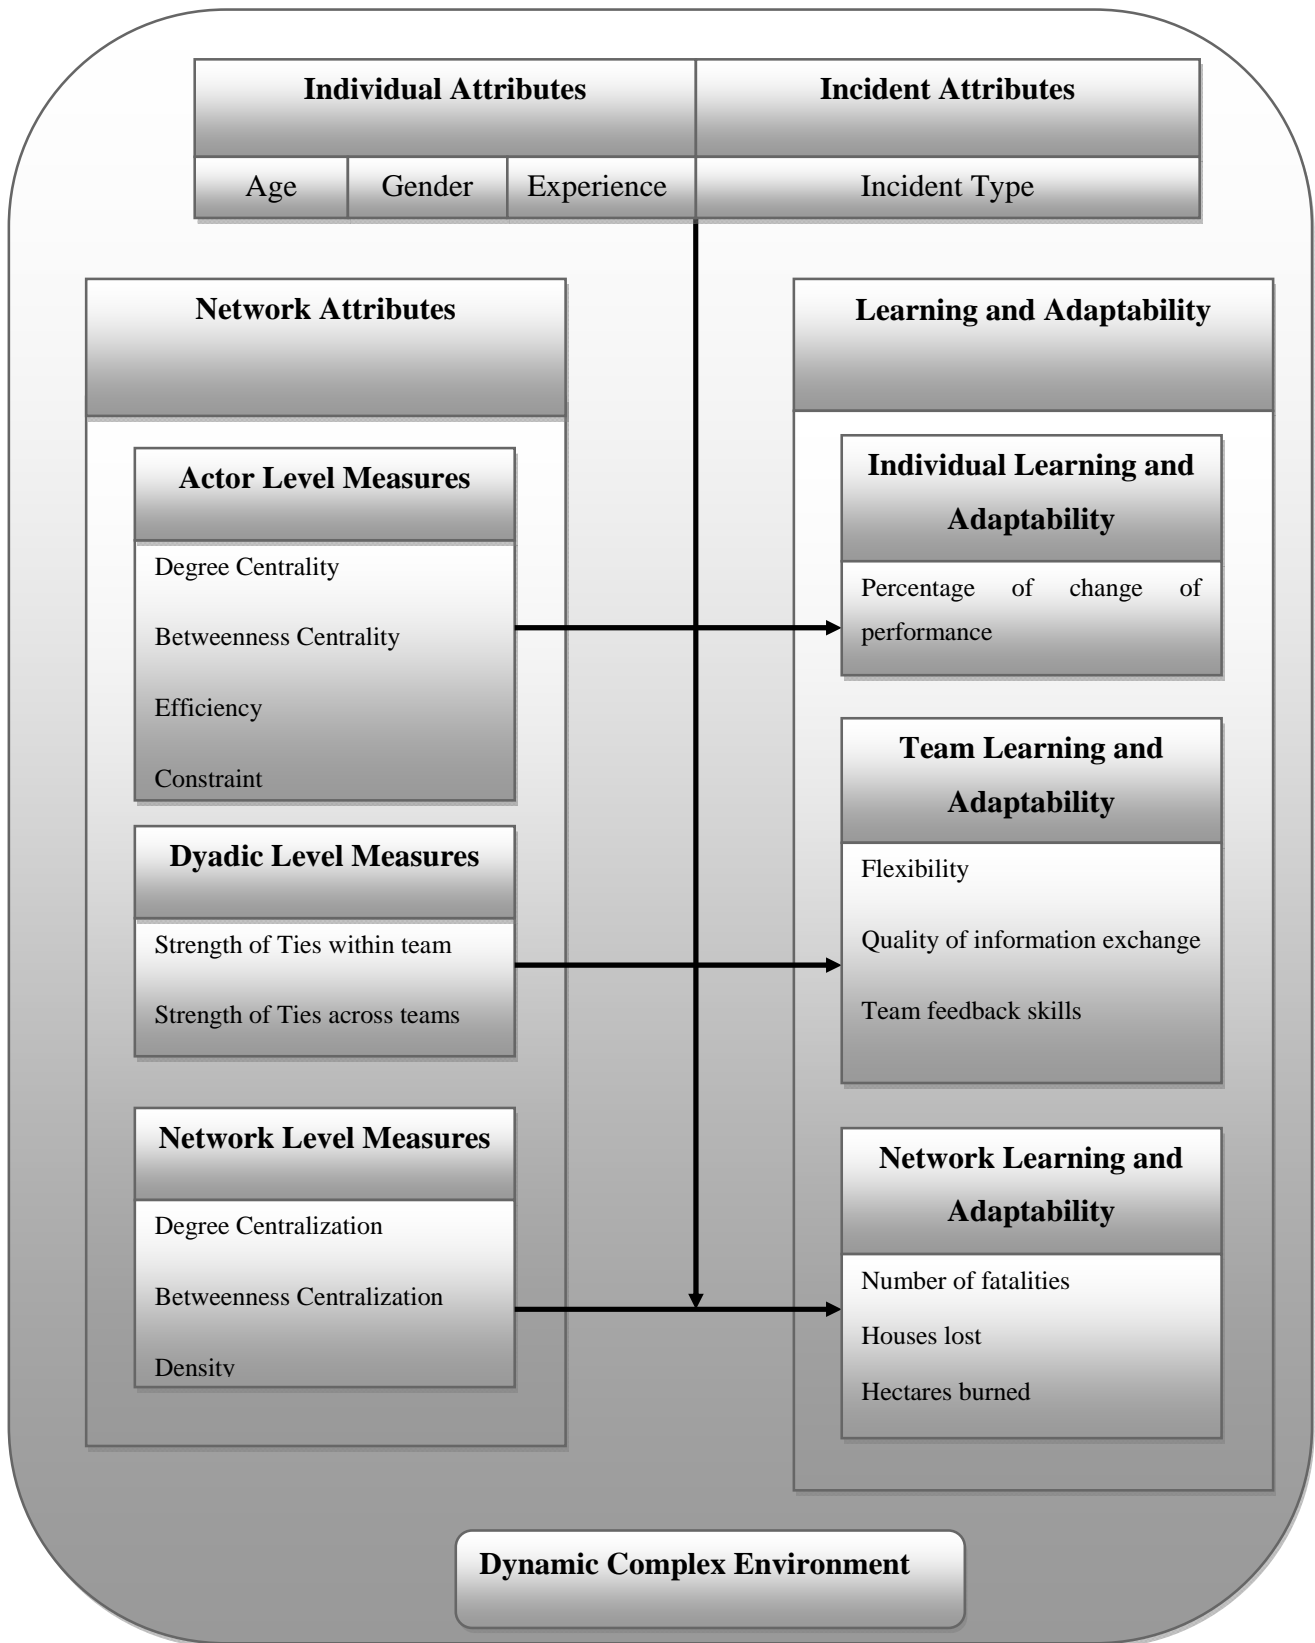 Individual Attributes
Incident Attributes
Age
Gender
Experience
Incident Type
Network Attributes
Actor Level Measures
Degree Centrality
Betweenness Centrality
Efficiency
Constraint
Dyadic Level Measures
Strength of Ties within team
Strength of Ties across teams
Network Level Measures
Degree Centralization
Betweenness Centralization
Density
Learning and Adaptability
Individual Learning and
Adaptability
Percentage of change of
performance
Team Learning and
Adaptability
Flexibility
Quality of information exchange
Team feedback skills
Network Learning and
Adaptability
Number of fatalities
Houses lost
Hectares burned
Dynamic Complex Environment